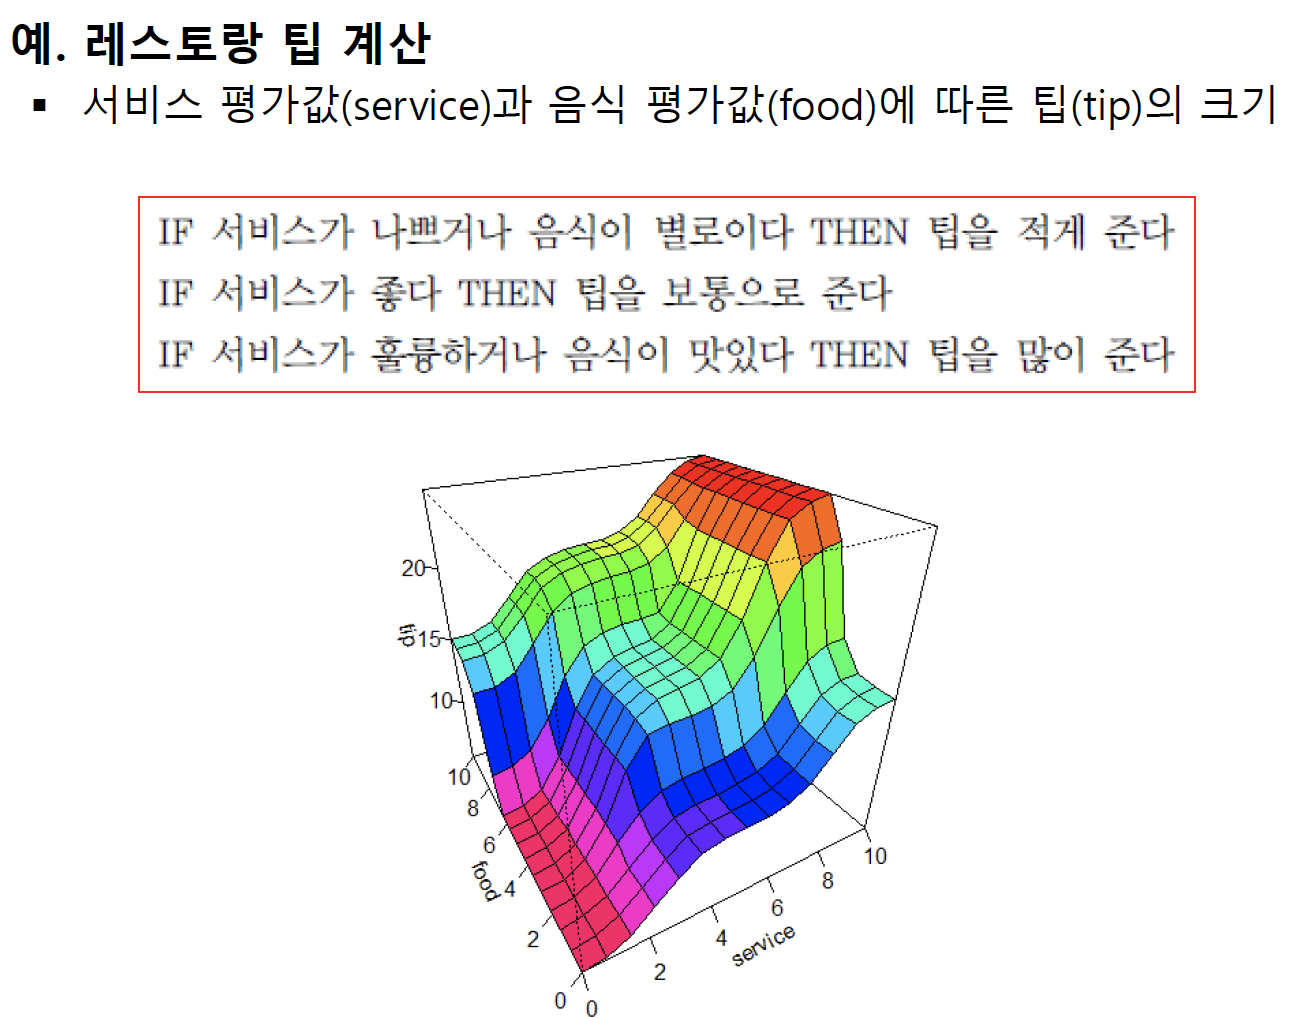 예. 레스토랑 팁 계산
▪ 서비스 평가값(service)과 음식 평가값(food)에 따른 팁(tip)의 크기
IF 서비스가 나쁘거나 음식이 별로이다 THEN 팁을 적게 준다
IF 서비스가 좋다 THEN 팁을 보통으로 준다
IF 서비스가 훌륭하거나 음식이 맛있다 THEN 팁을 많이 준다
20
15
10
tip
10
8
6
4
2
0
food
0
2
4
6
8
10
service